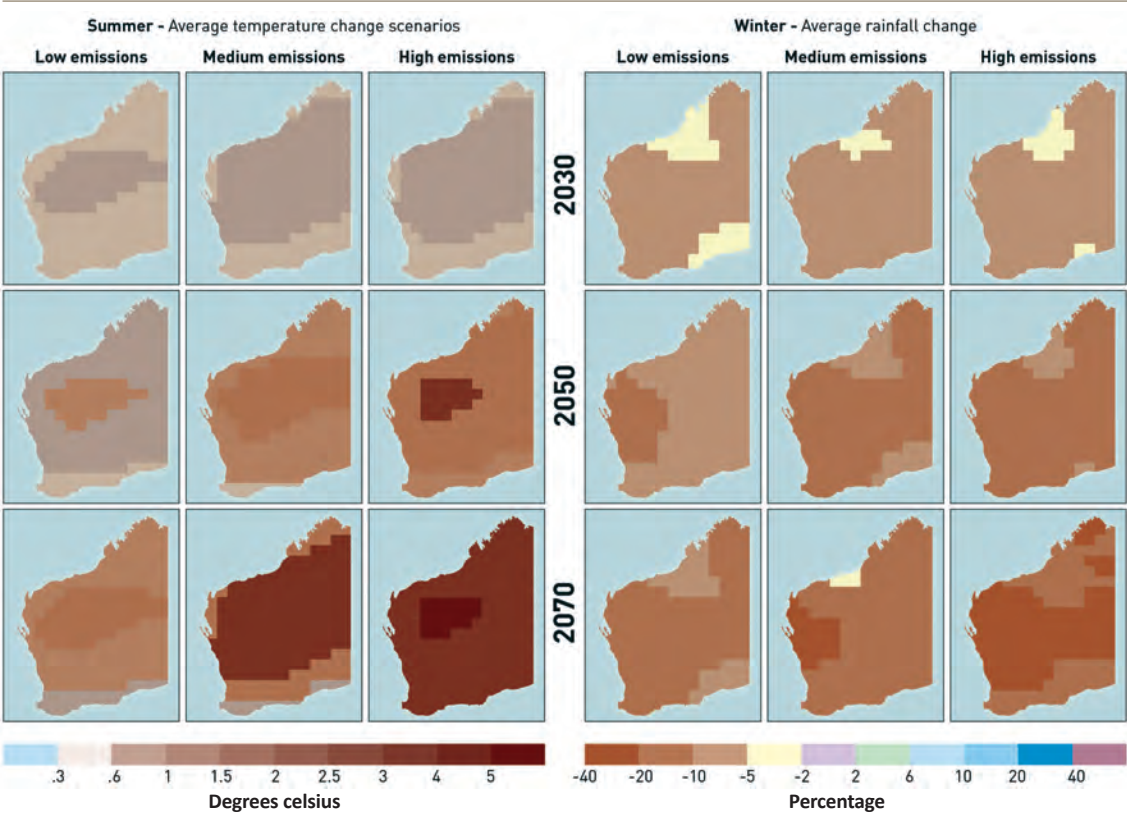 Summer - Average temperature change scenarios
Winter - Average rainfall change
Low emissions
Medium emissions
High emissions
Low emissions
Medium emissions
High emissions
2030
2050
2070
.3 .6 1 1.5 2 2.5 3 4 5
Degrees celsius
-40 -20 -10 -5 -2 2 6 10 20 40
Percentage